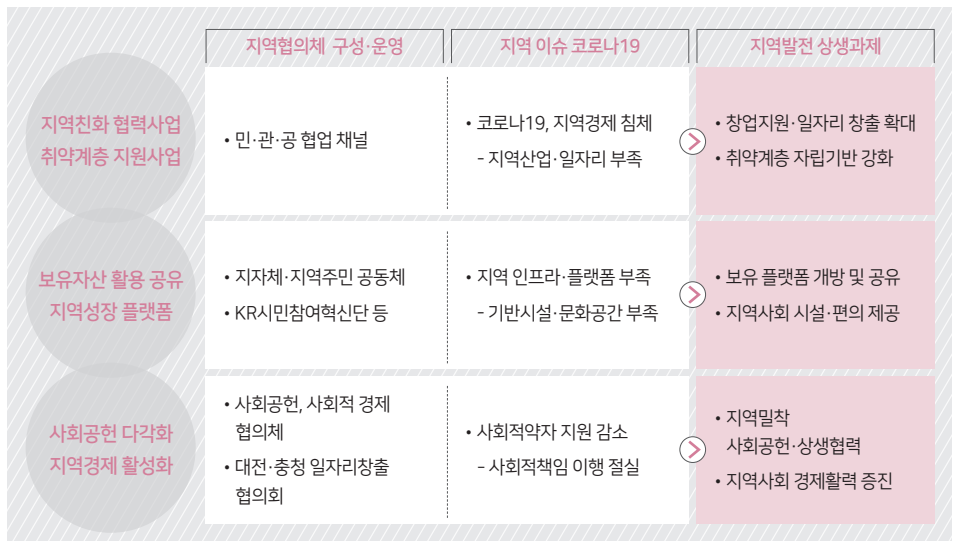 지역협의체 구성·운영
지역 이슈 코로나19
지역발전 상생과제
지역친화 협력사업
취약계층 지원사업
• 민·관·공 협업 채널
• 코로나19, 지역경제 침체
- 지역산업·일자리 부족
• 창업지원·일자리 창출 확대
• 취약계층 자립기반 강화
보유자산 활용 공유
지역성장 플랫폼
• 지자체·지역주민 공동체
• KR시민참여혁신단 등
• 지역 인프라·플랫폼 부족
- 기반시설·문화공간 부족
• 보유 플랫폼 개방 및 공유
• 지역사회 시설·편의 제공
사회공헌 다각화
지역경제 활성화
• 사회공헌, 사회적 경제
협의체
• 대전·충청 일자리창출
협의회
• 사회적약자 지원 감소
- 사회적책임 이행 절실
• 지역밀착
사회공헌·상생협력
• 지역사회 경제활력 증진